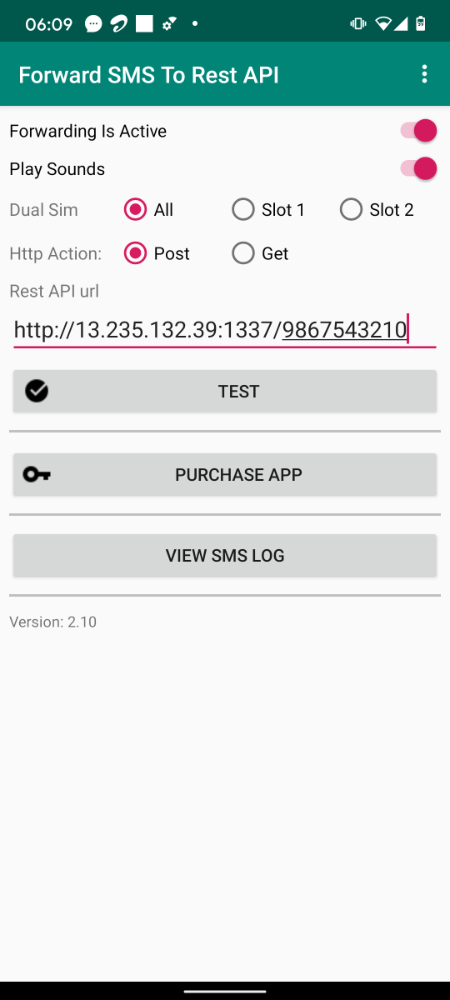 06:09
Forward SMS To Rest API
Forwarding Is Active
Play Sounds
Dual Sim All Slot 1 Slot 2
Http Action: Post Get
Rest API url
http://13.235.132.39:1337/9867543210
TEST
PURCHASE APP
VIEW SMS LOG
Version: 2.10